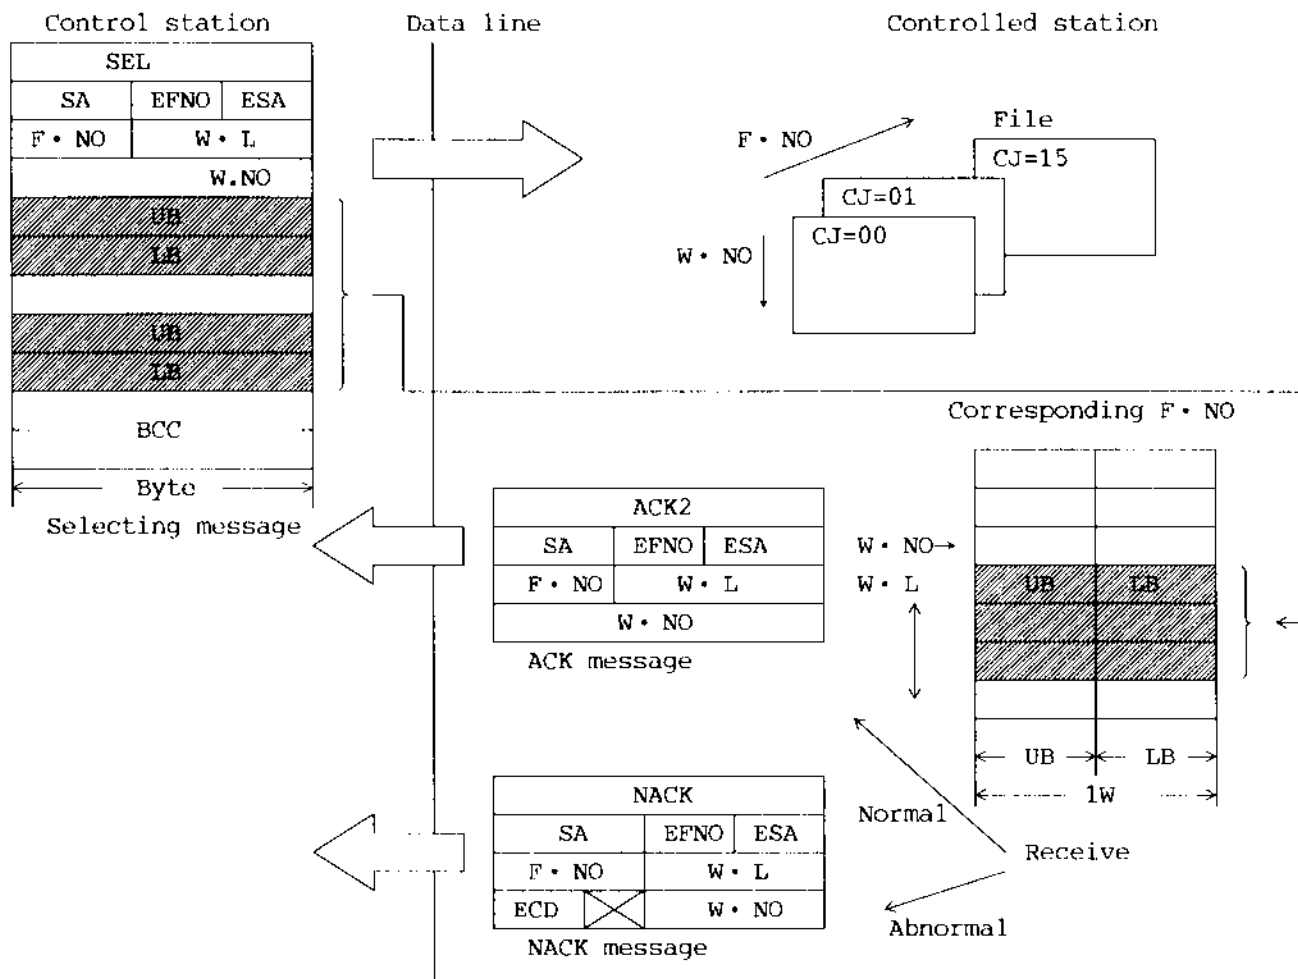 Control station
Data line
Controlled station
SEL
SA EFNO ESA
F・NO W・L
W.NO
UB
LB
UB
LB
BCC
Byte
Selecting message
F・NO
File
CJ=15
CJ=01
CJ=00
W・NO
Corresponding F・NO
ACK2
SA EFNO ESA
F・NO W・L
W・NO
ACK message
W・NO
W・L
UB LB
UB LB
1W
NACK
SA EFNO ESA
F・NO W・L
ECD W・NO
NACK message
Normal
Receive
Abnormal